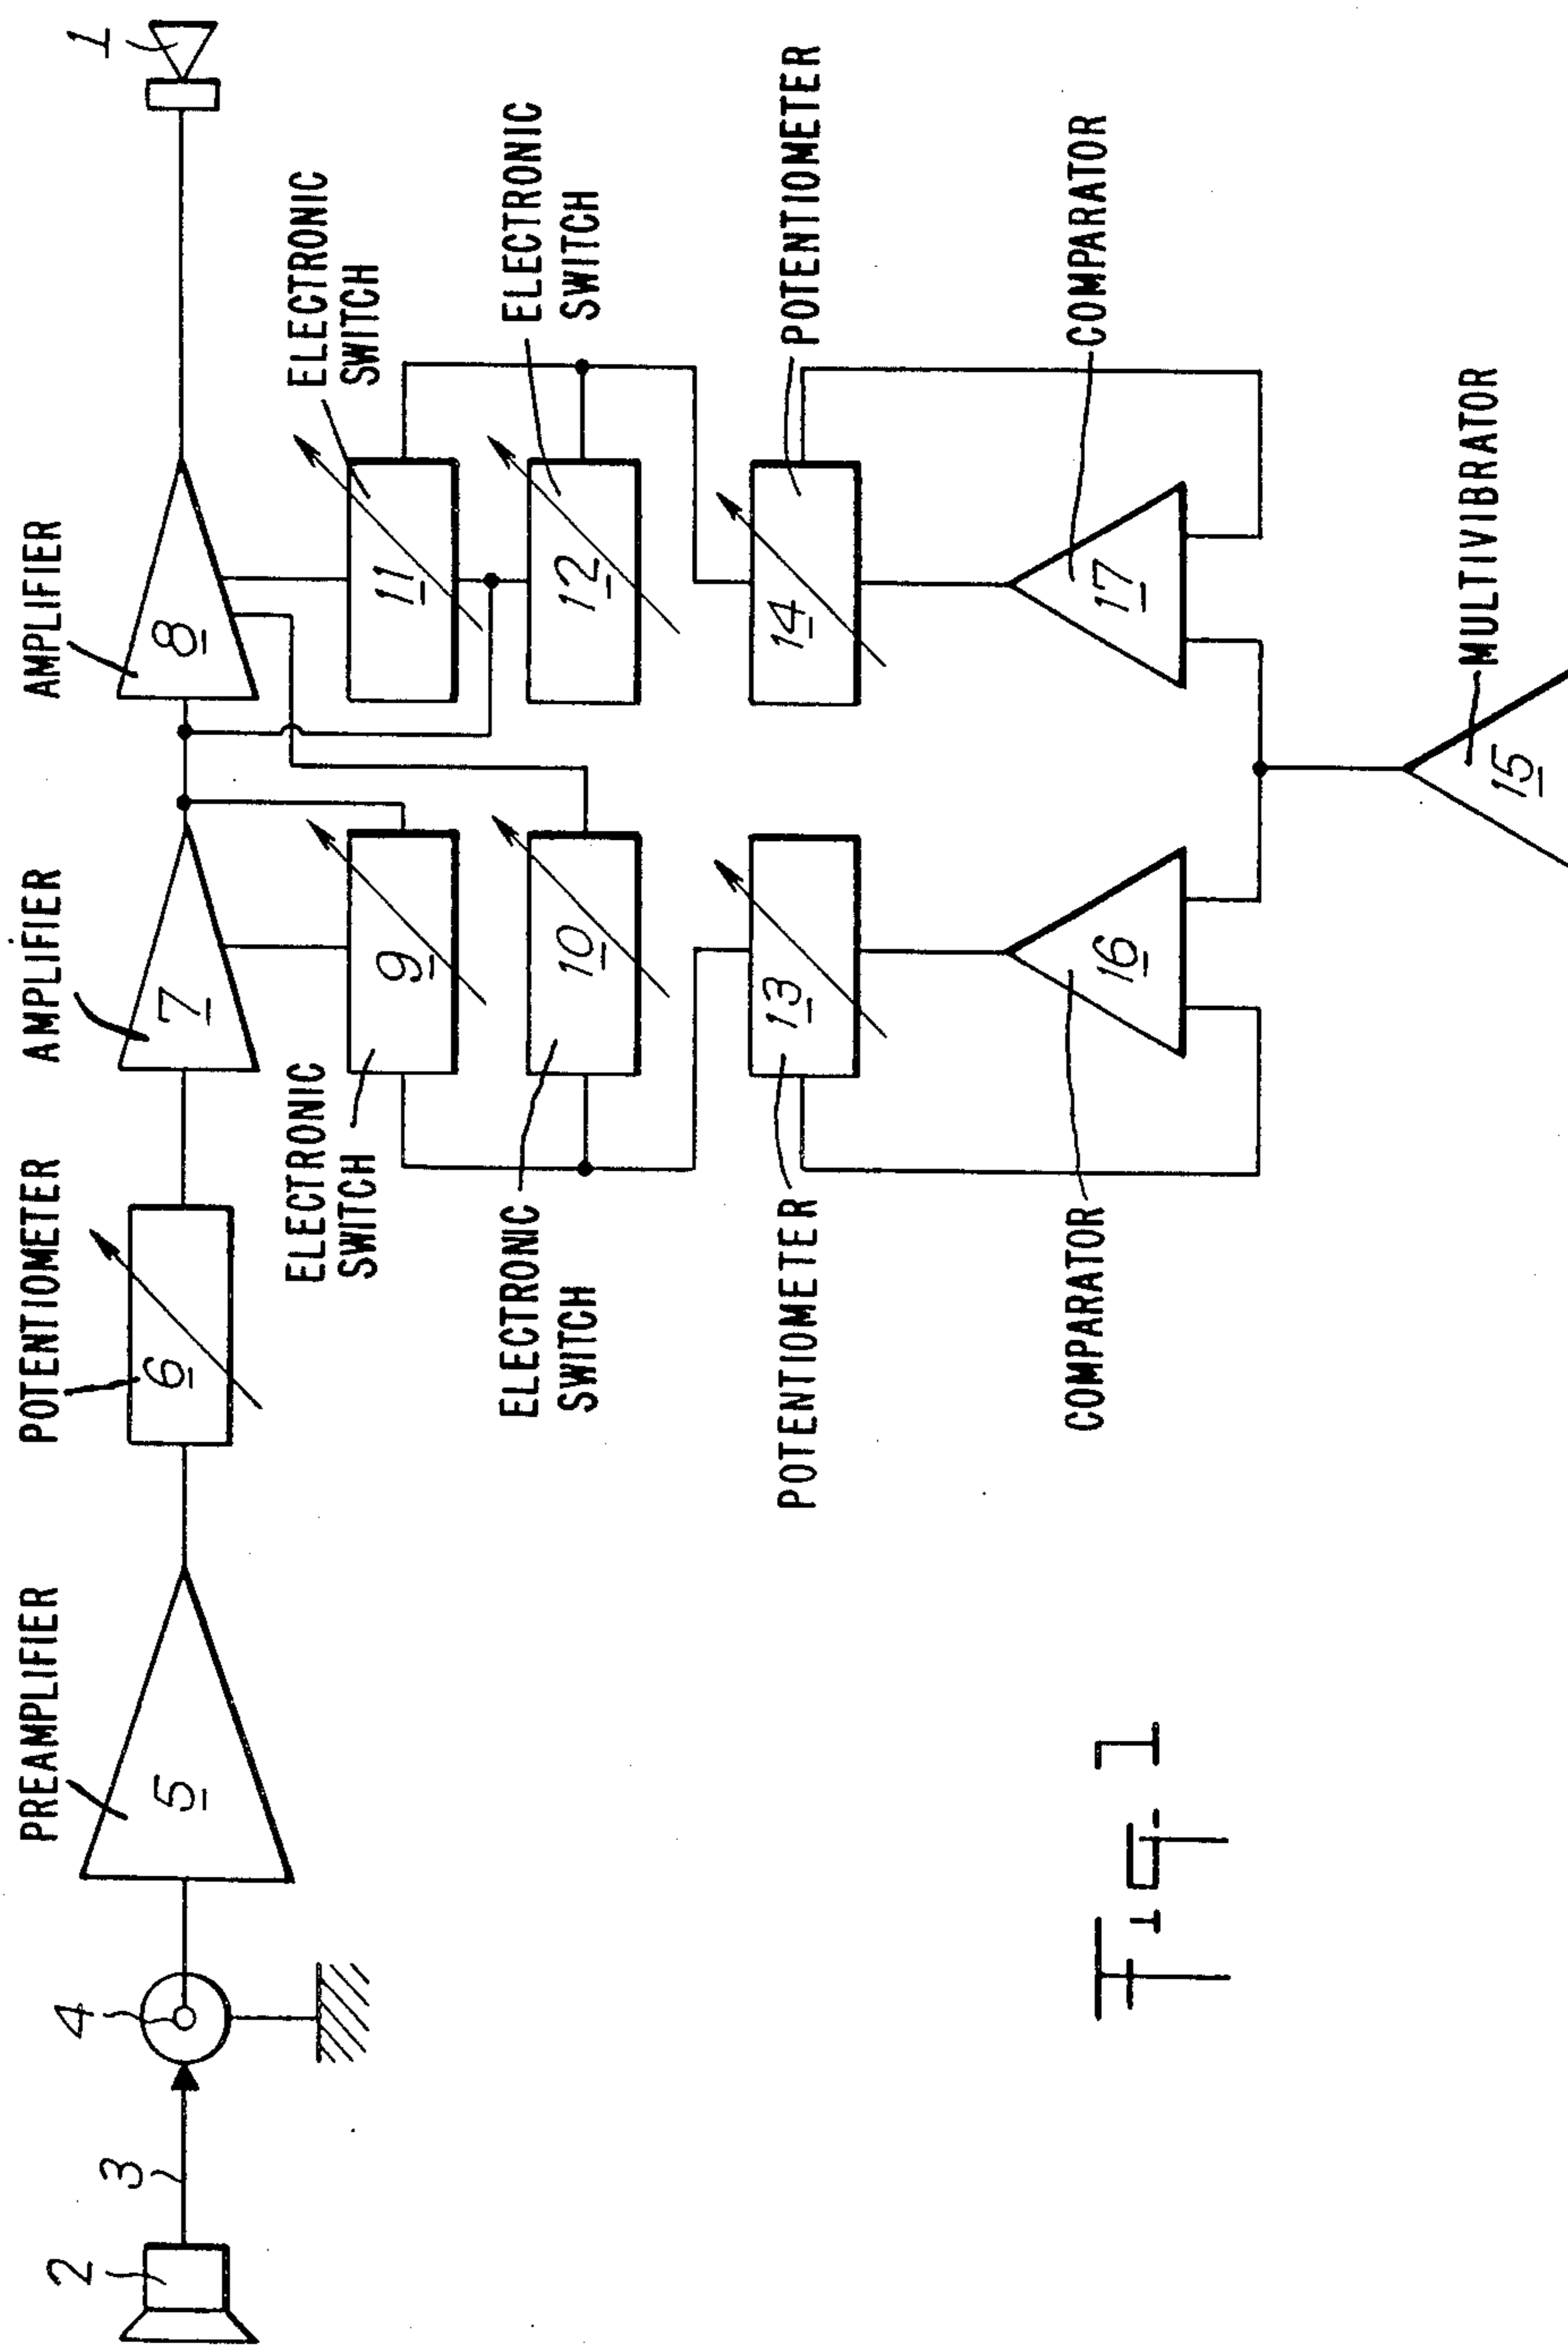 2
3
4
PREAMPLIFIER
5
POTENTIOMETER
6
AMPLIFIER
7
AMPLIFIER
8
1
ELECTRONIC
SWITCH
9
ELECTRONIC
SWITCH
11
ELECTRONIC
SWITCH
10
ELECTRONIC
SWITCH
12
POTENTIOMETER
13
POTENTIOMETER
14
COMPARATOR
16
COMPARATOR
17
MULTIVIBRATOR
15
Fig. 1